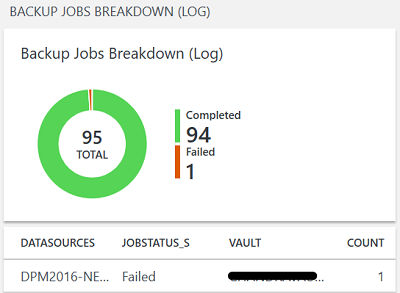 BACKUP JOBS BREAKDOWN (LOG)
Backup Jobs Breakdown (Log)
95
TOTAL
Completed
94
Failed
1
DATASOURCES JOBSTATUS_S VAULT COUNT
DPM2016-NE... Failed 1